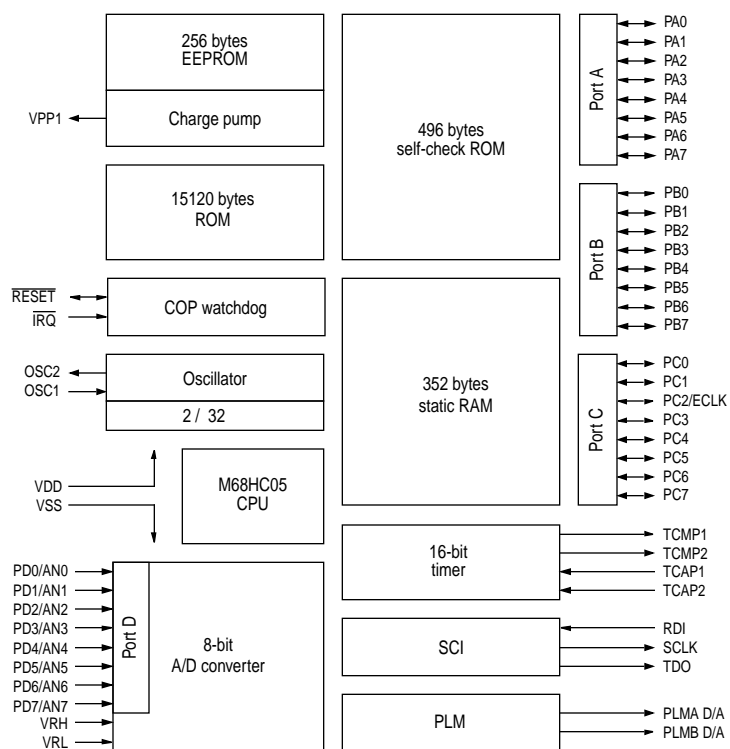 256 bytes
EEPROM
Charge pump
VPP1
15120 bytes
ROM
RESET
IRQ
COP watchdog
OSC2
OSC1
Oscillator
2 / 32
VDD
VSS
M68HC05
CPU
PD0/AN0
PD1/AN1
PD2/AN2
PD3/AN3
PD4/AN4
PD5/AN5
PD6/AN6
PD7/AN7
VRH
VRL
Port D
8-bit
A/D converter
496 bytes
self-check ROM
352 bytes
static RAM
16-bit
timer
SCI
PLM
Port A
PA0
PA1
PA2
PA3
PA4
PA5
PA6
PA7
Port B
PB0
PB1
PB2
PB3
PB4
PB5
PB6
PB7
Port C
PC0
PC1
PC2/ECLK
PC3
PC4
PC5
PC6
PC7
TCMP1
TCMP2
TCAP1
TCAP2
RDI
SCLK
TDO
PLMA D/A
PLMB D/A